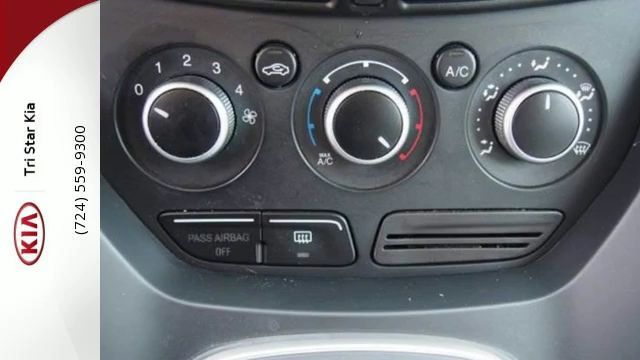 Tri Star Kia
(724) 559-9300
KIA
0 1 2 3 4
A/C
MAX
A/C
PASS AIRBAG
OFF